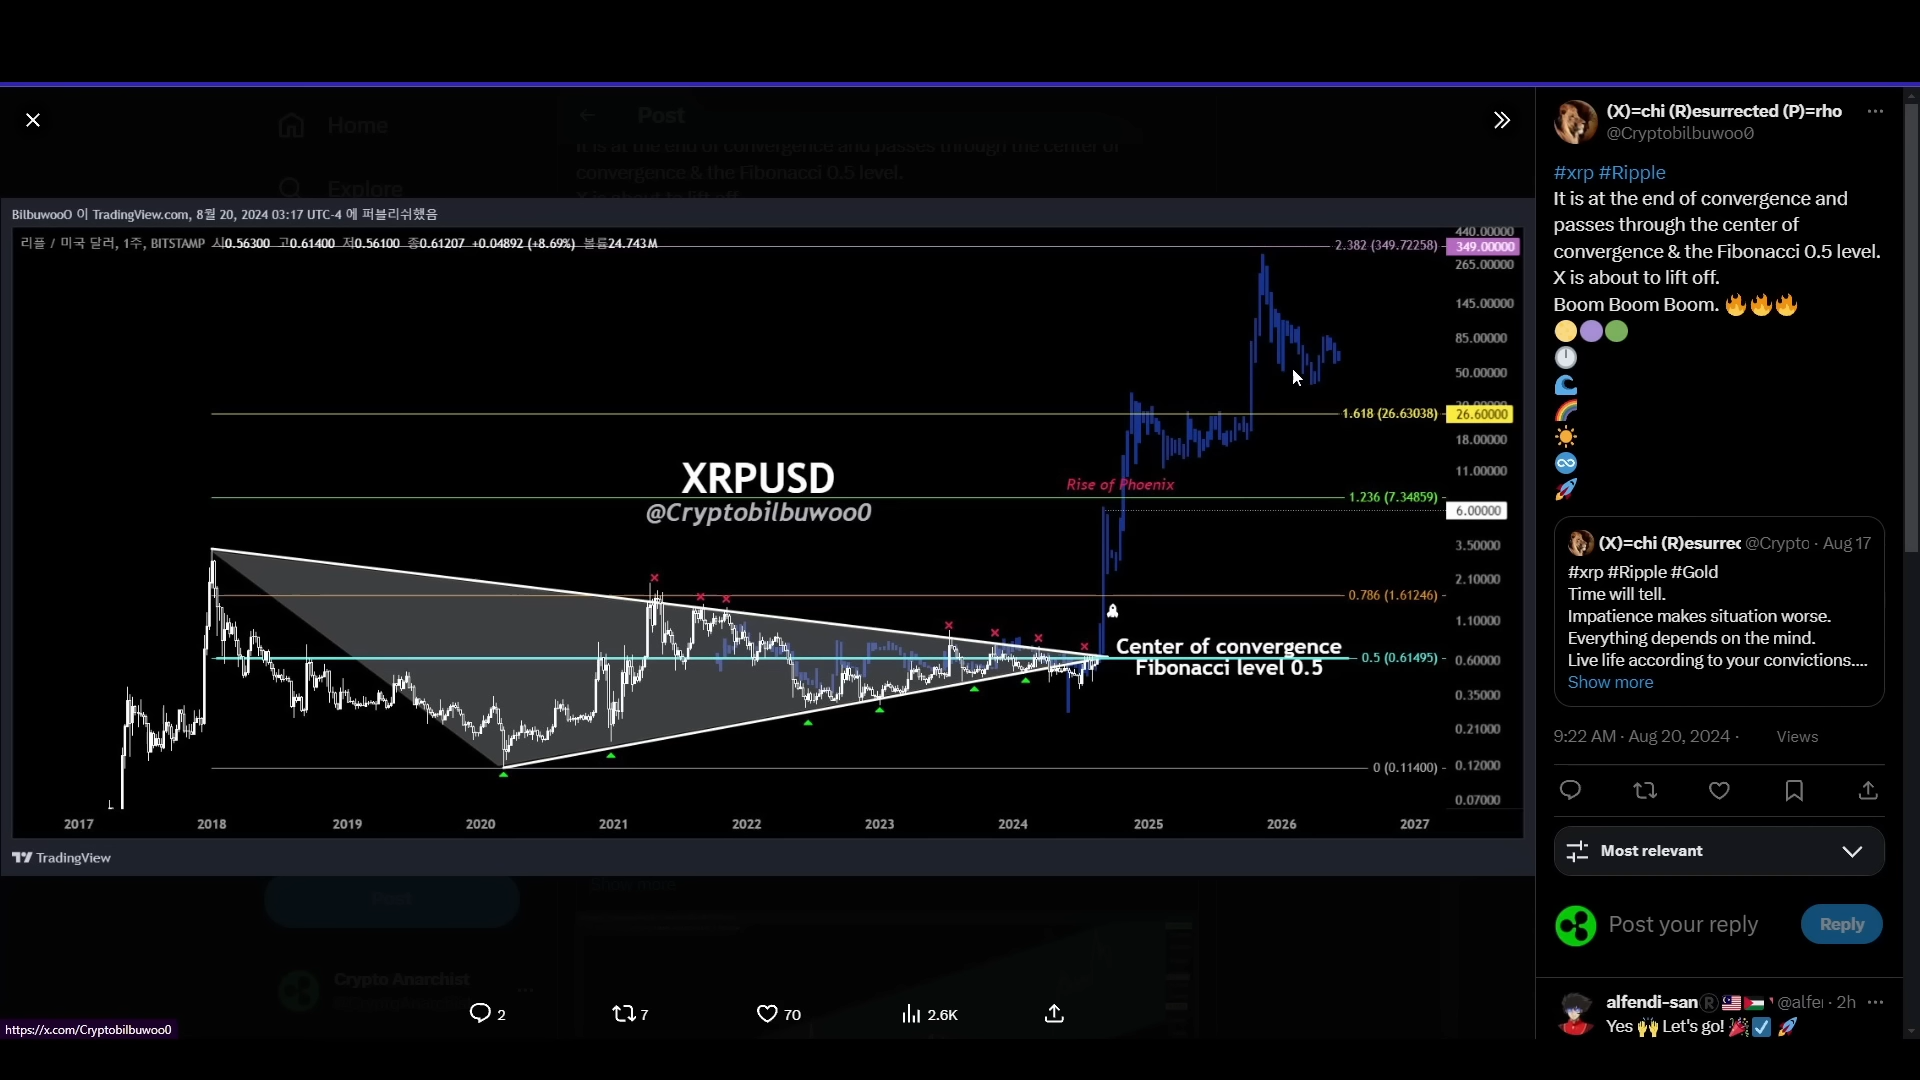 Home
Post
It is at the end of convergence and passes through the center of
convergence & the Fibonacci 0.5 level.
Explore
BilbuwooO 이 TradingView.com, 8월 20, 2024 03:17 UTC-4 에 퍼블리쉬했음
리플 / 미국 달러, 1주, BITSTAMP 시0.56300 고0.61400 저0.56100 종0.61207 +0.04892 (+8.69%) 볼륨24.743M
440.00000
2.382 (349.72258) 349.00000
265.00000
145.00000
85.00000
50.00000
1.618 (26.63038) 26.60000
18.00000
XRPUSD
11.00000
Rise of Phoenix
1.236 (7.34859)
@Cryptobilbuwoo0
6.00000
3.50000
2.10000
0.786 (1.61246)
1.10000
Center of convergence
Fibonacci level 0.5
0.5 (0.61495) 0.60000
0.35000
0.21000
0 (0.11400) 0.12000
0.07000
2017 2018 2019 2020 2021 2022 2023 2024 2025 2026 2027
TradingView
Post
Show more
Crypto Anarchist
2 7 70 2.6K
https://x.com/Cryptobilbuwoo0
(X)=chi (R)esurrected (P)=rho
@Cryptobilbuwoo0
#xrp #Ripple
It is at the end of convergence and
passes through the center of
convergence & the Fibonacci 0.5 level.
X is about to lift off.
Boom Boom Boom. 🔥🔥🔥
(X)=chi (R)esurrec @Crypto · Aug 17
#xrp #Ripple #Gold
Time will tell.
Impatience makes situation worse.
Everything depends on the mind.
Live life according to your convictions....
Show more
9:22 AM · Aug 20, 2024 · Views
Most relevant
Post your reply
Reply
alfendi-san® @alfer · 2h
Yes 🙌 Let's go! 🎉☑️🚀